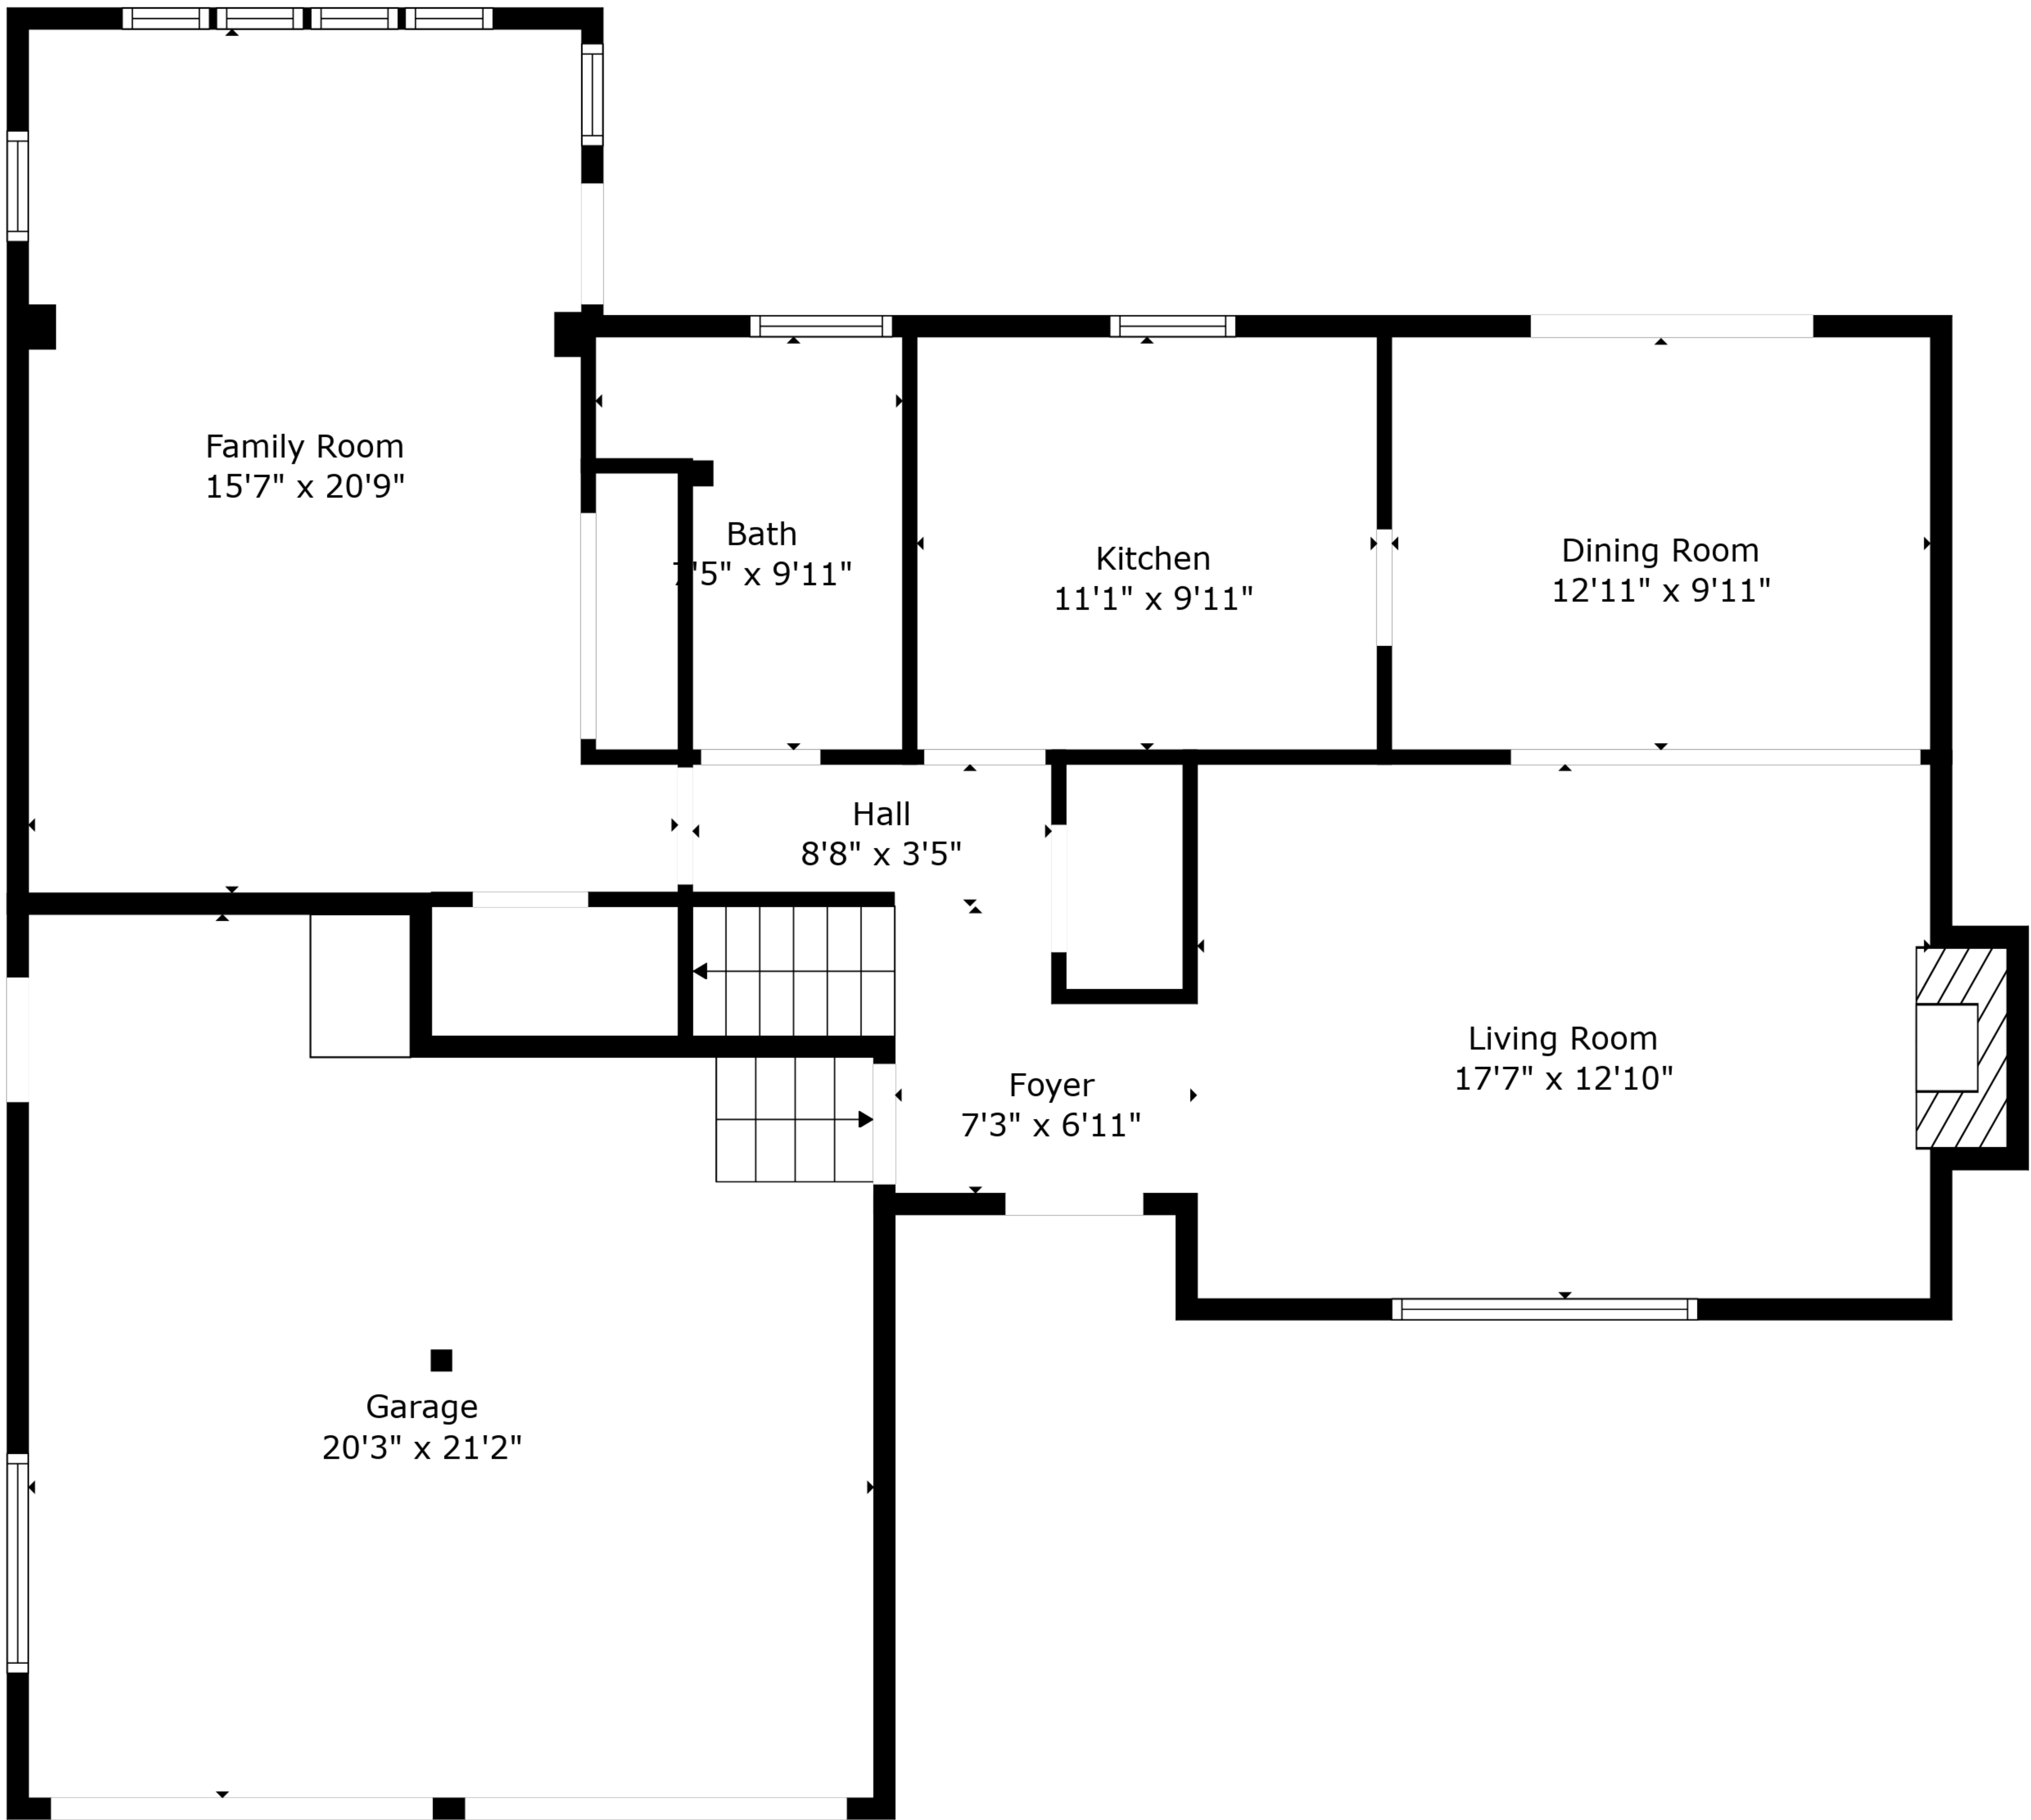 Family Room
15'7" x 20'9"
Bath
7'5" x 9'11"
Kitchen
11'1" x 9'11"
Dining Room
12'11" x 9'11"
Hall
8'8" x 3'5"
Living Room
17'7" x 12'10"
Foyer
7'3" x 6'11"
Garage
20'3" x 21'2"